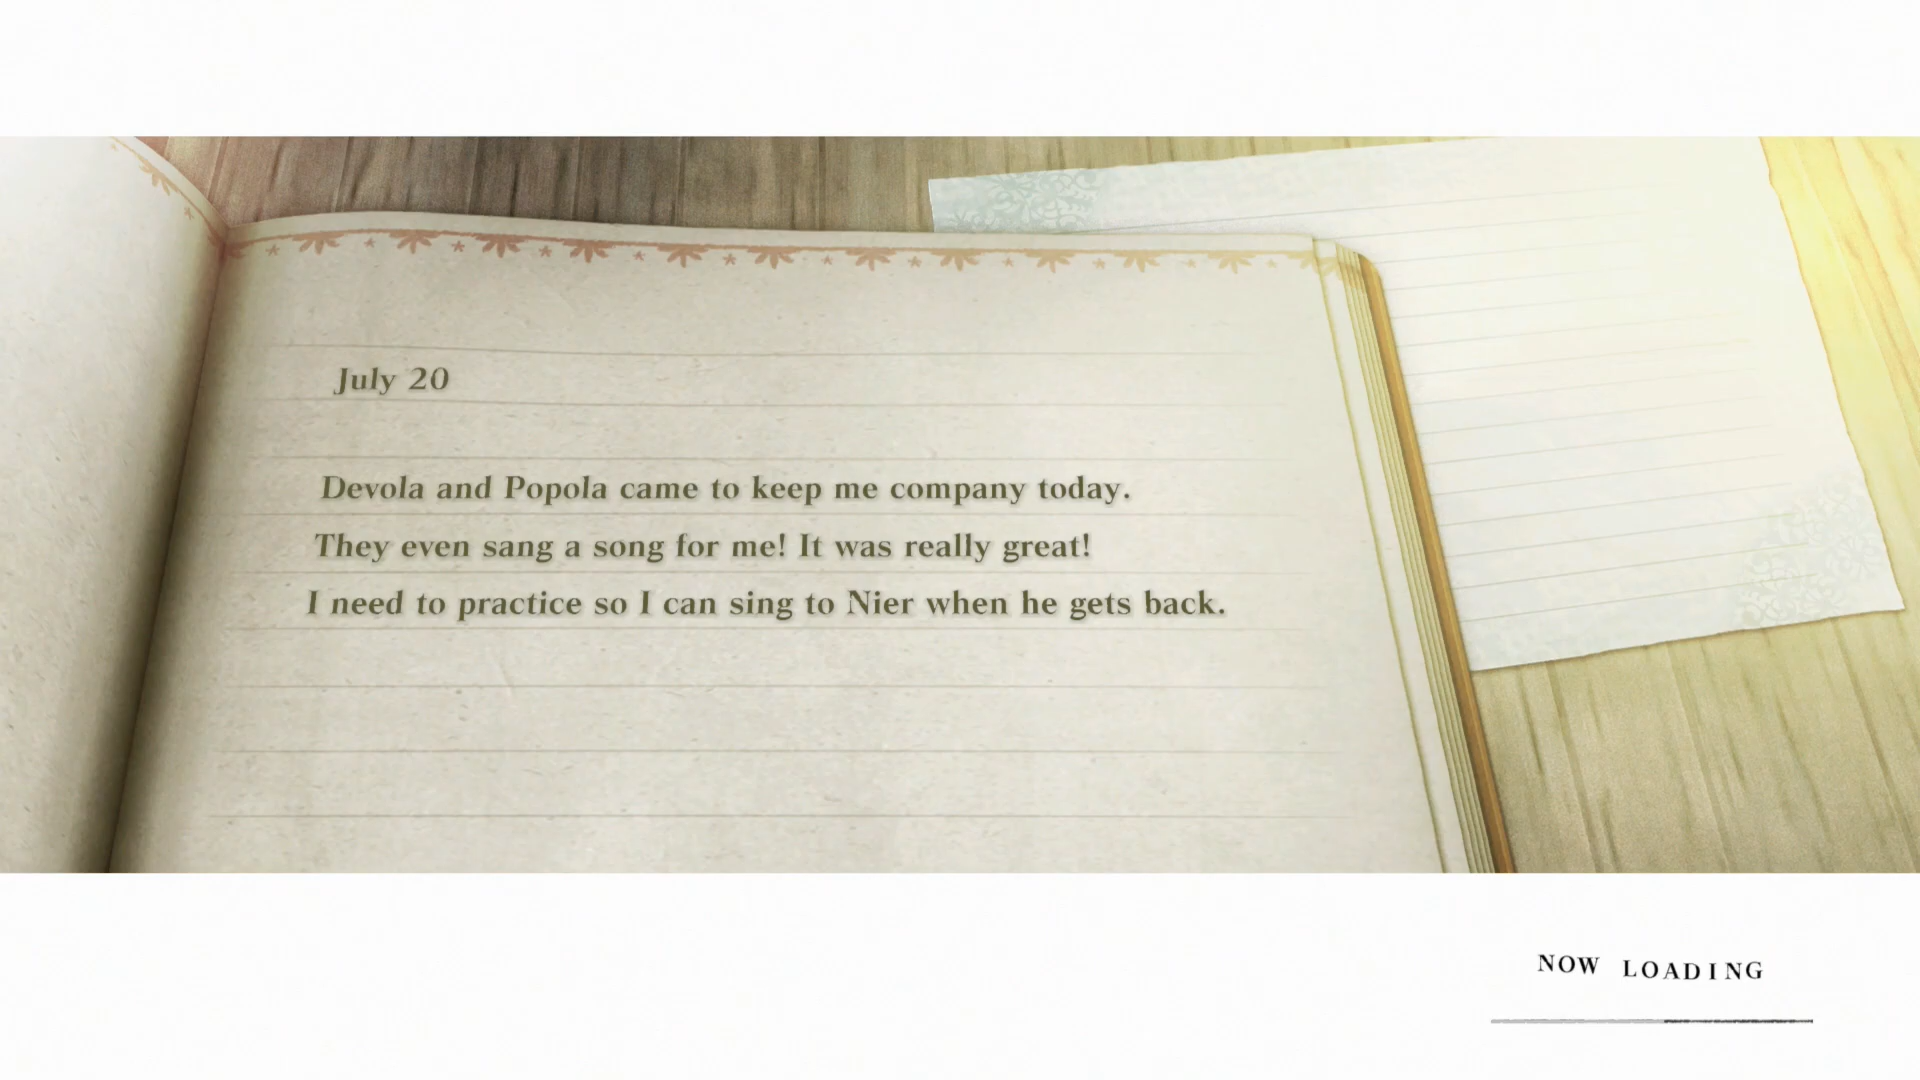 July 20
Devola and Popola came to keep me company today.
They even sang a song for me! It was really great!
I need to practice so I can sing to Nier when he gets back.
NOW LOADING